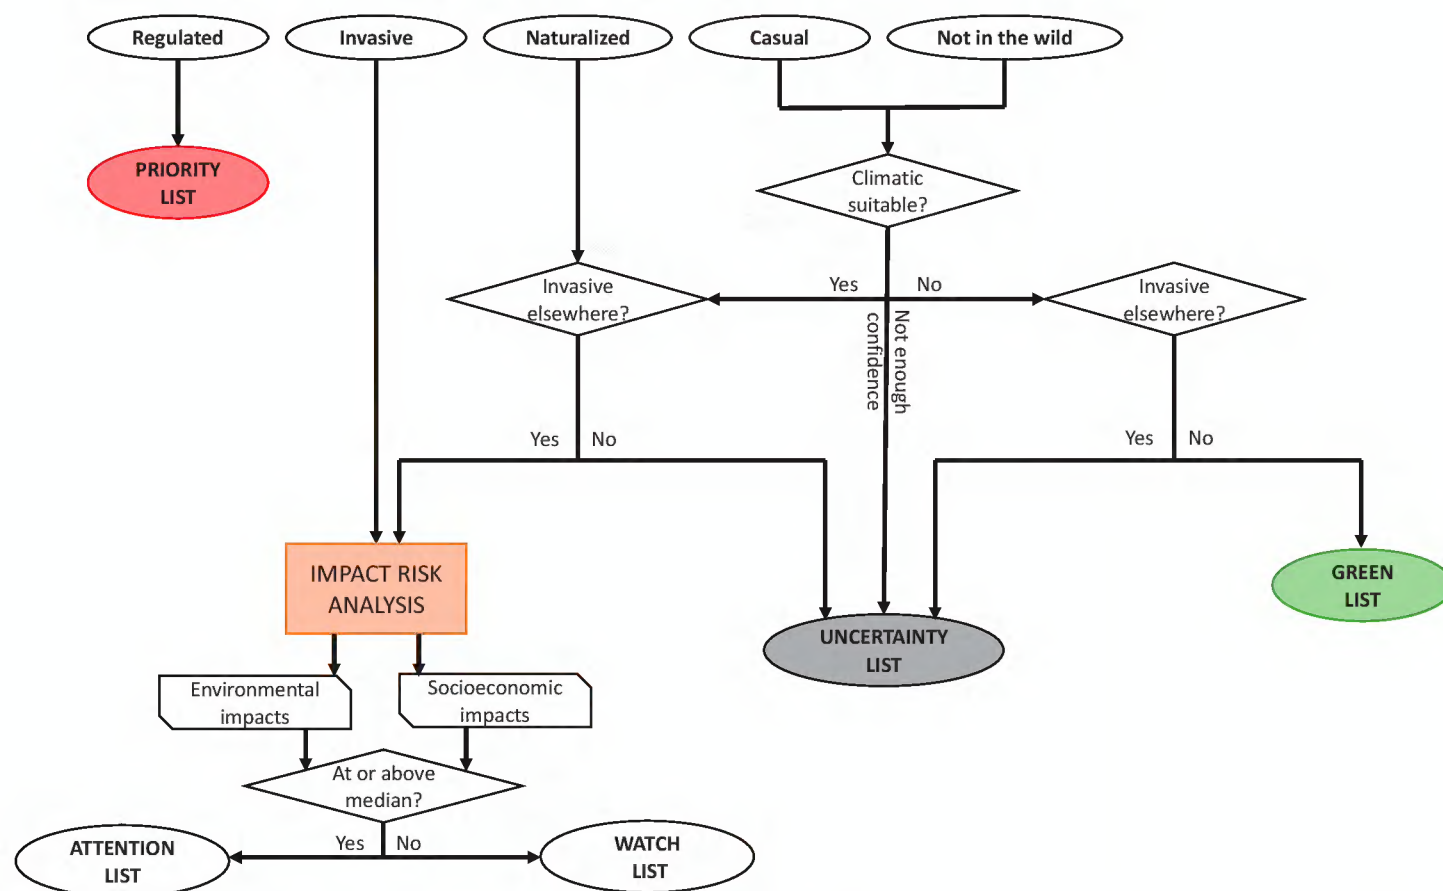 Regulated
Invasive
Naturalized
Casual
Not in the wild
PRIORITY
LIST
Climatic
suitable?
Invasive
elsewhere?
Yes
No
Invasive
elsewhere?
Not enough
confidence
Yes
No
Yes
No
IMPACT RISK
ANALYSIS
GREEN
LIST
UNCERTAINTY
LIST
Environmental
impacts
Socioeconomic
impacts
At or above
median?
Yes
No
ATTENTION
LIST
WATCH
LIST